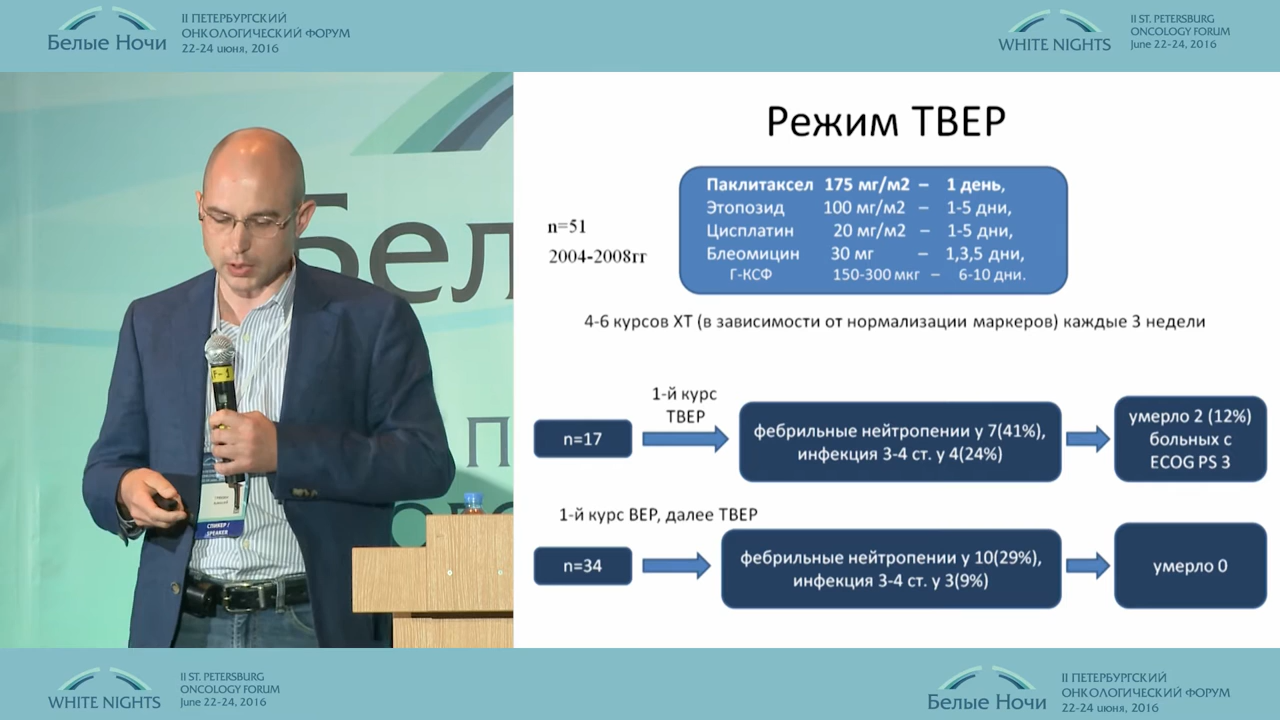 Белые Ночи
II ПЕТЕРБУРГСКИЙ
ОНКОЛОГИЧЕСКИЙ ФОРУМ
22-24 июня, 2016
WHITE NIGHTS
II ST. PETERSBURG
ONCOLOGY FORUM
June 22-24, 2016
Бел
F-1
СПИКЕР /
SPEAKER
Режим ТВЕР
n=51
2004-2008гг
Паклитаксел 175 мг/м2 – 1 день,
Этопозид 100 мг/м2 – 1-5 дни,
Цисплатин 20 мг/м2 – 1-5 дни,
Блеомицин 30 мг – 1,3,5 дни,
Г-КСФ 150-300 мкг – 6-10 дни.
4-6 курсов ХТ (в зависимости от нормализации маркеров) каждые 3 недели
n=17
1-й курс
ТВЕР
фебрильные нейтропении у 7(41%),
инфекция 3-4 ст. у 4(24%)
умерло 2 (12%)
больных с
ECOG PS 3
1-й курс ВЕР, далее ТВЕР
n=34
фебрильные нейтропении у 10(29%),
инфекция 3-4 ст. у 3(9%)
умерло 0
WHITE NIGHTS
II ST. PETERSBURG
ONCOLOGY FORUM
June 22-24, 2016
Белые Ночи
II ПЕТЕРБУРГСКИЙ
ОНКОЛОГИЧЕСКИЙ ФОРУМ
22-24 июня, 2016